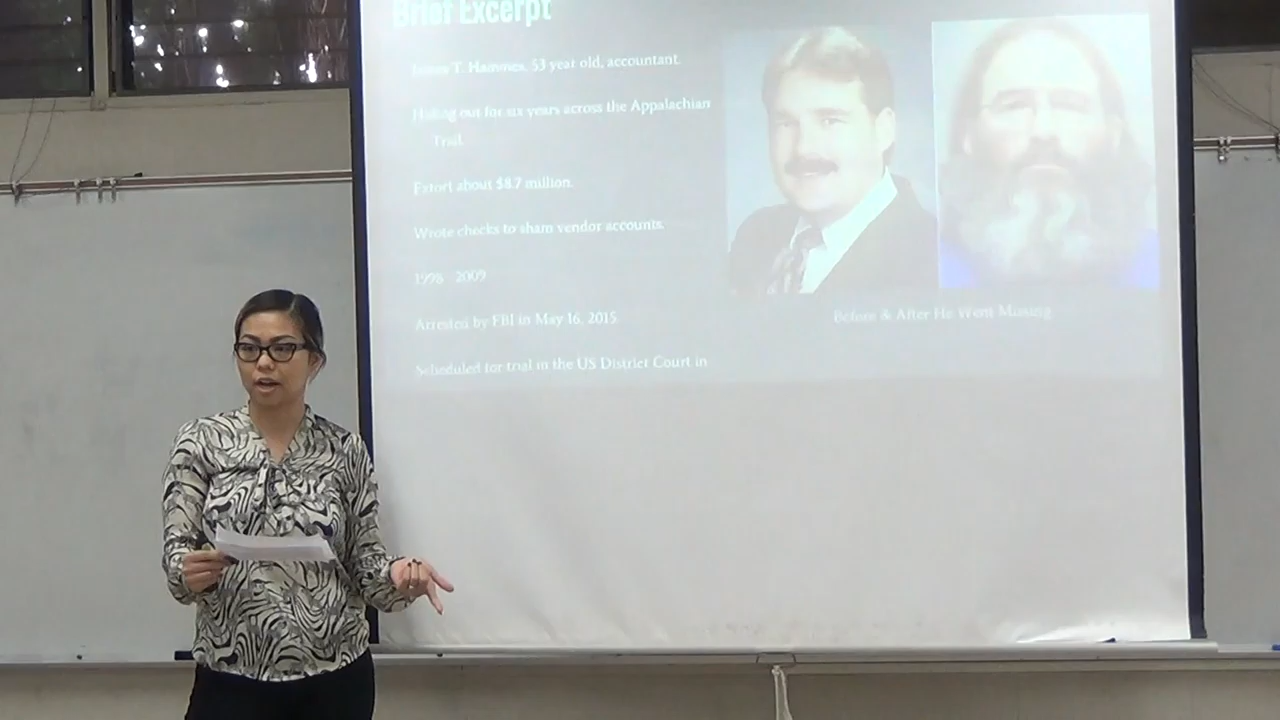 Brief Excerpt
James T. Hammes, 53 year old, accountant.
Hiding out for six years across the Appalachian
Trail.
Extort about $8.7 million.
Wrote checks to sham vendor accounts.
1998 - 2009
Arrested by FBI in May 16, 2015
Scheduled for trial in the US District Court in
Before & After He Went Missing